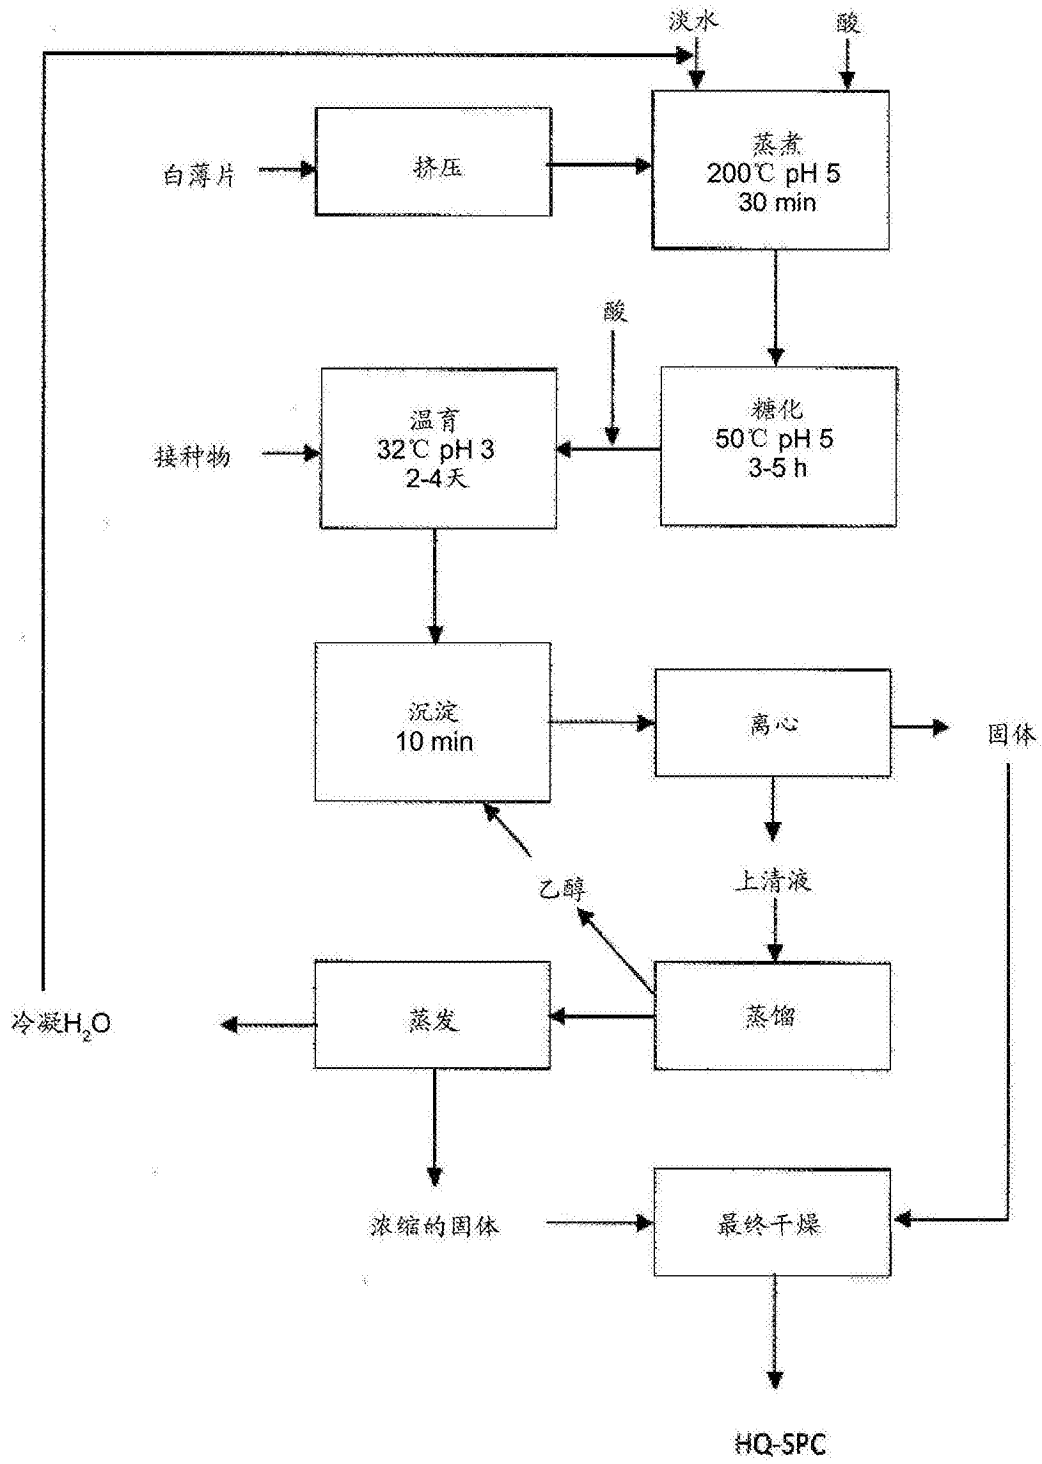 淡水
酸
白薄片
挤压
蒸煮
200℃ pH 5
30 min
酸
接种物
温育
32℃ pH 3
2-4天
糖化
50℃ pH 5
3-5 h
沉淀
10 min
离心
固体
乙醇
上清液
冷凝H₂O
蒸发
蒸馏
浓缩的固体
最终干燥
HQ-SPC